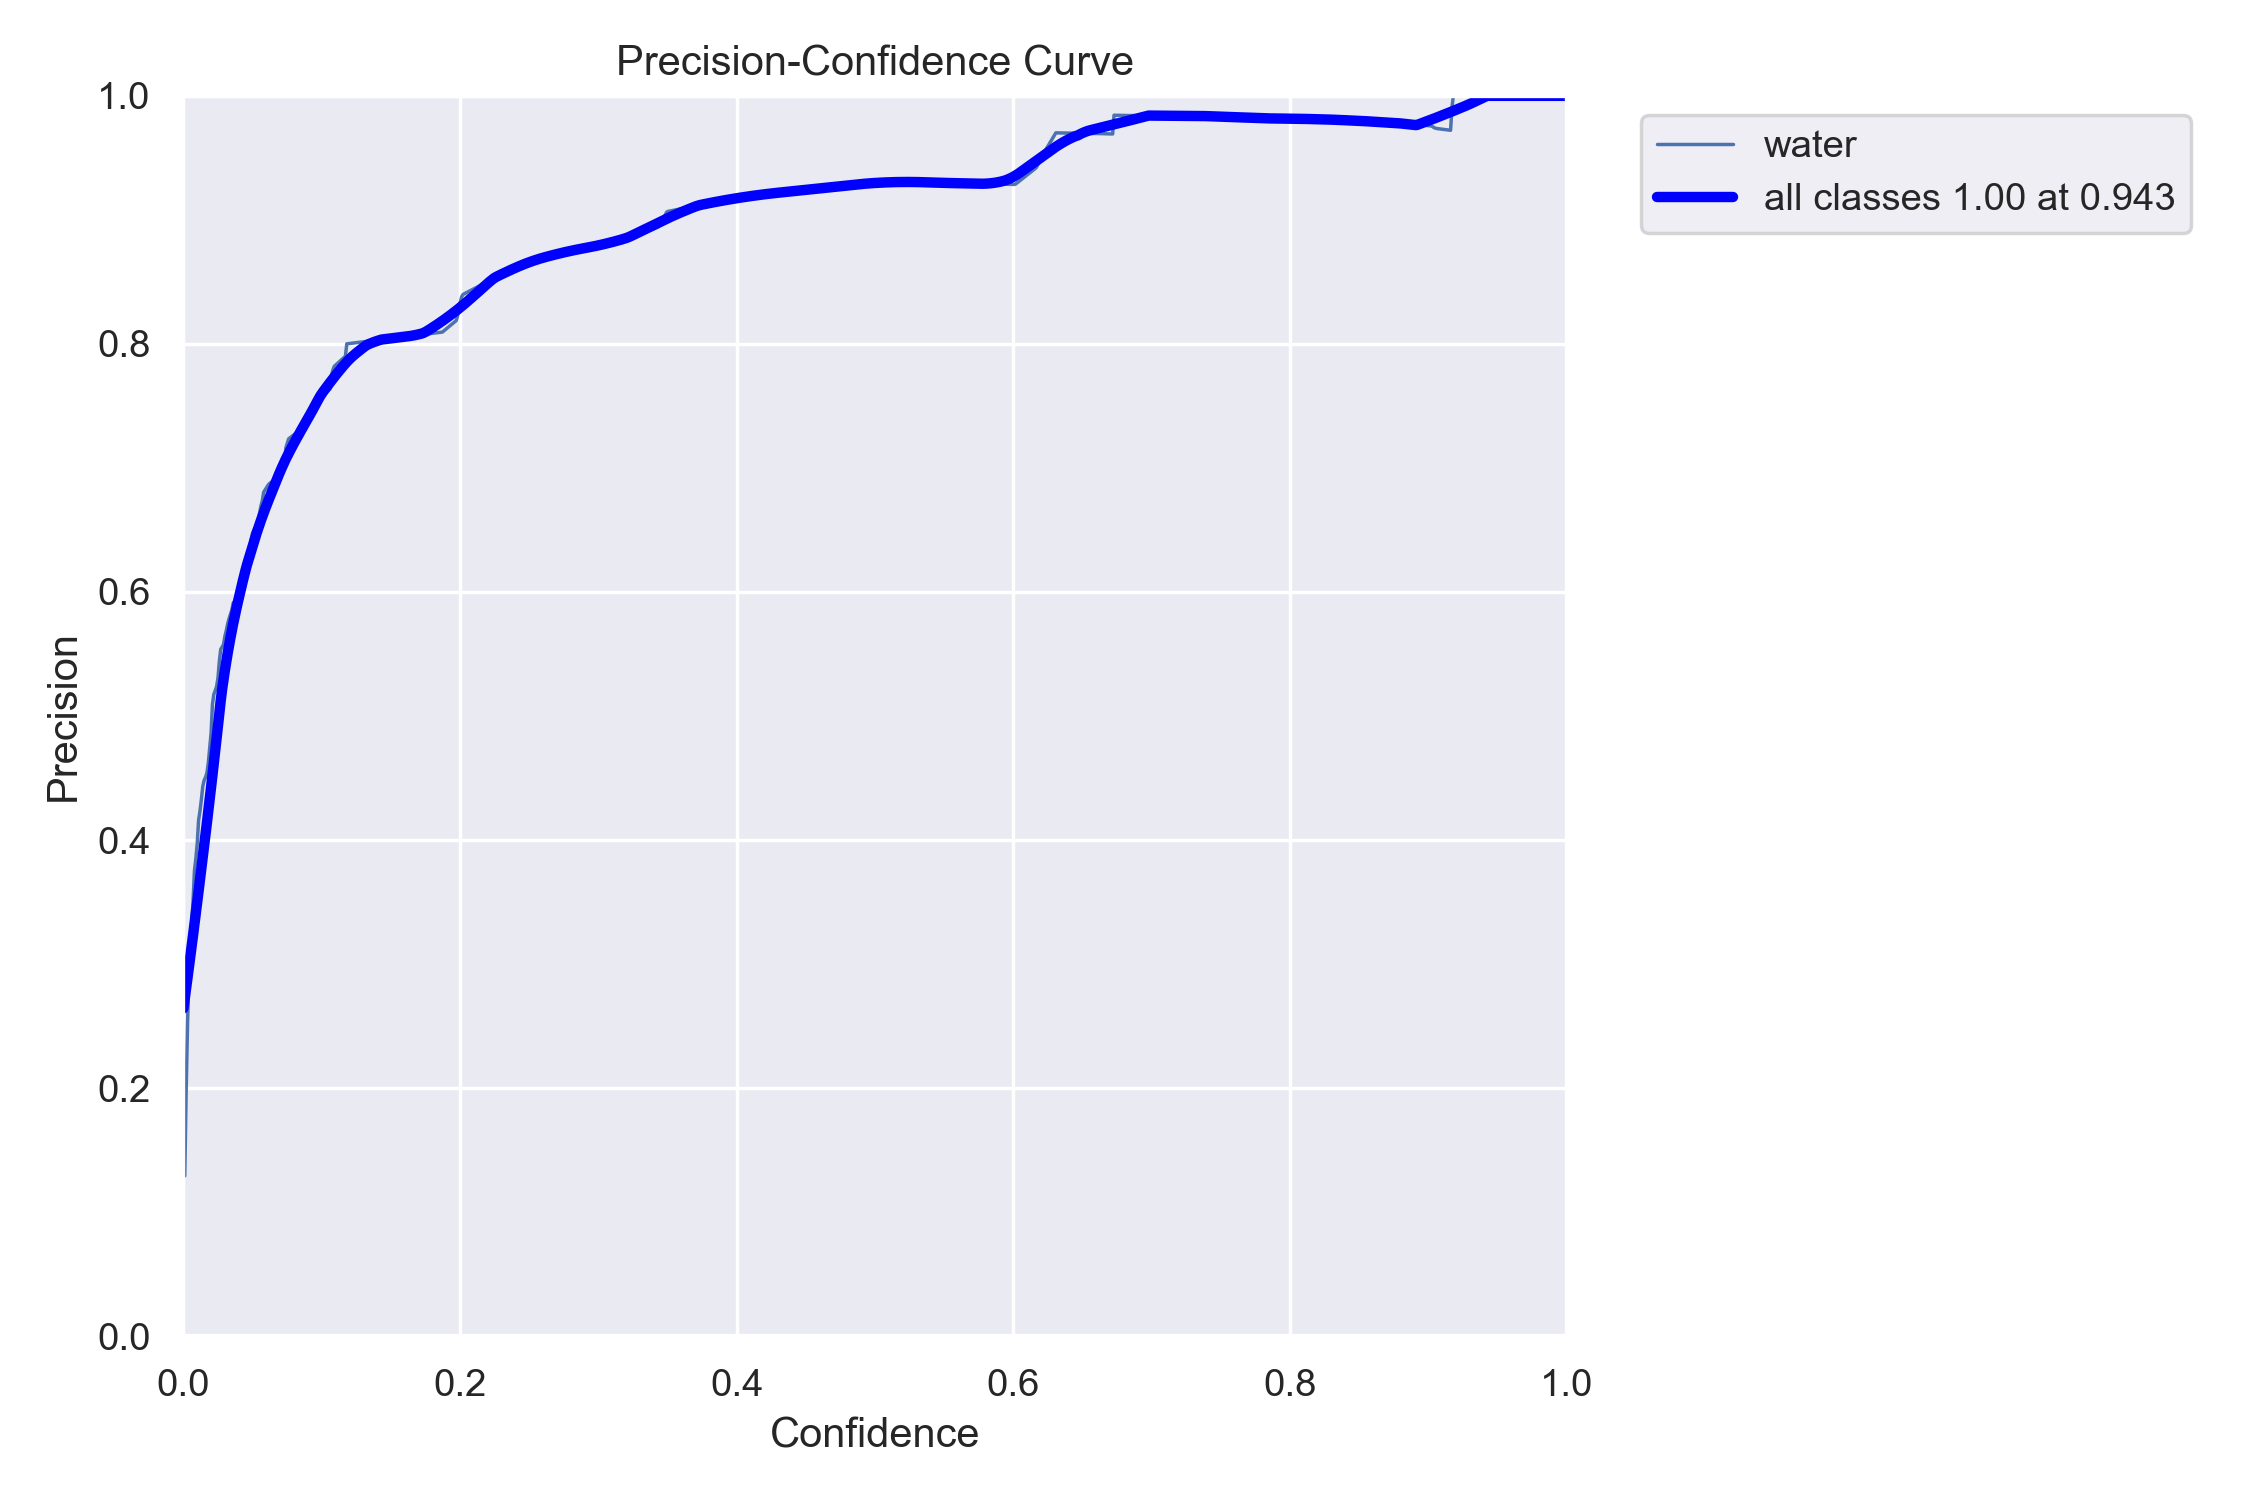 Precision-Confidence Curve
1.0
0.8
0.6
0.4
0.2
0.0
Precision
0.0 0.2 0.4 0.6 0.8 1.0
Confidence
water
all classes 1.00 at 0.943